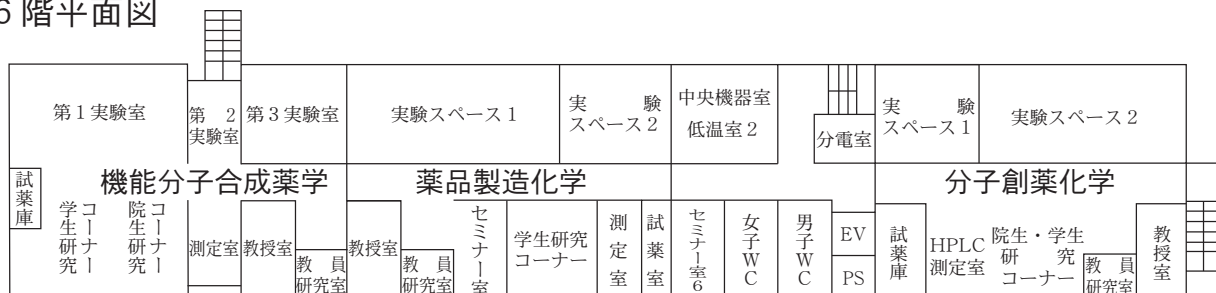 6階平面図
第１実験室
第　２
実験室
第３実験室
実験スペース１
実　　験
スペース２
中央機器室
低温室２
分電室
実　　験
スペース１
実験スペース２
機能分子合成薬学
薬品製造化学
分子創薬化学
試薬庫
学生研究
コーナー
院生研究
コーナー
測定室
教授室
教　員
研究室
教授室
教　員
研究室
セミナー室
学生研究
コーナー
測定室
試薬室
セミナー室６
女子WC
男子WC
EV
PS
試薬庫
HPLC
測定室
院生・学生
研　　究
コーナー
教　員
研究室
教授室